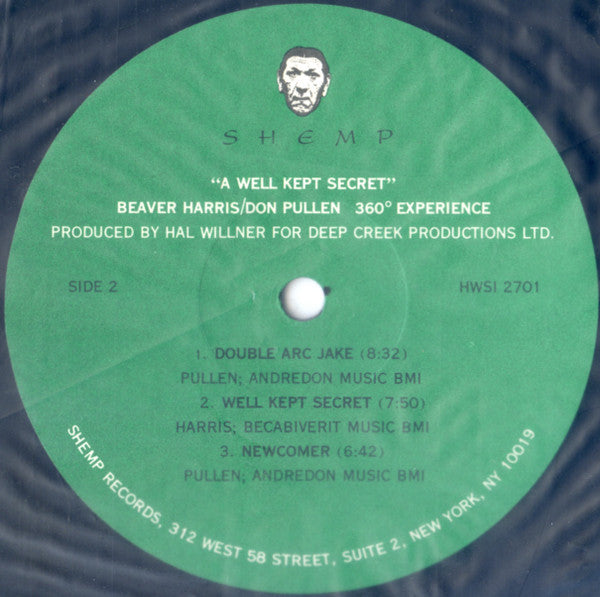 SHEMP
"A WELL KEPT SECRET"
BEAVER HARRIS/DON PULLEN 360° EXPERIENCE
PRODUCED BY HAL WILLNER FOR DEEP CREEK PRODUCTIONS LTD.
SIDE 2
HWSI 2701
1. DOUBLE ARC JAKE (8:32)
PULLEN; ANDREDON MUSIC BMI
2. WELL KEPT SECRET (7:50)
HARRIS; BECABIVERIT MUSIC BMI
3. NEWCOMER (6:42)
PULLEN; ANDREDON MUSIC BMI
SHEMP RECORDS, 312 WEST 58 STREET, SUITE 2, NEW YORK, NY 10019